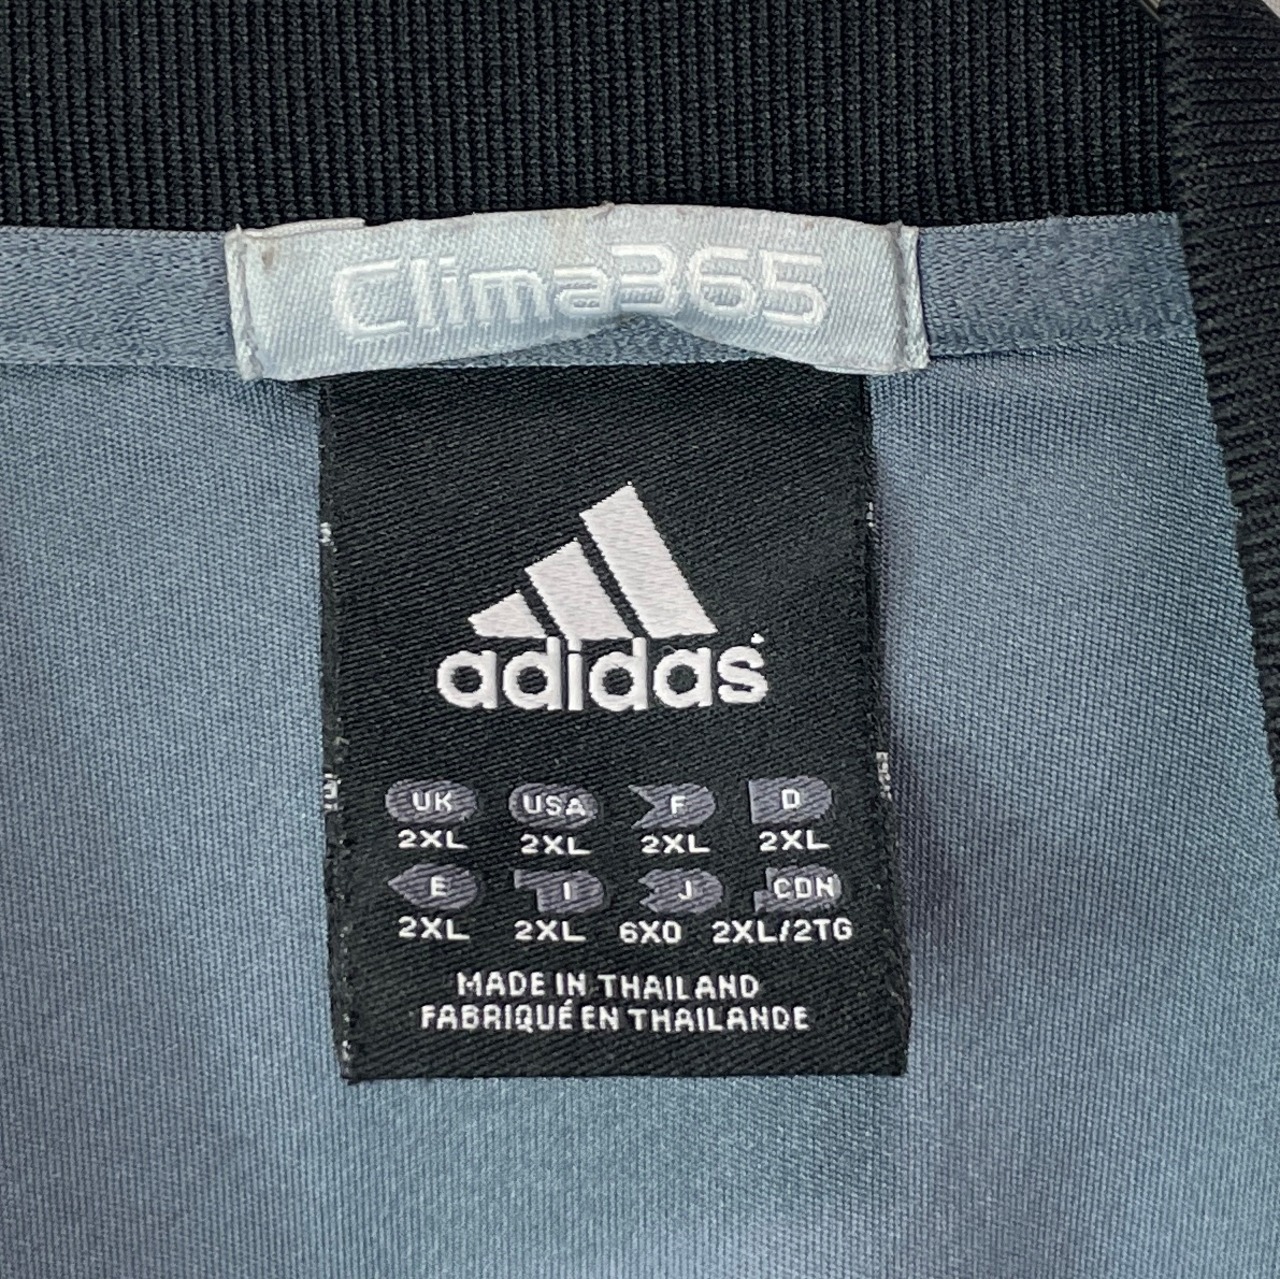 Clima365
adidas
UK USA F D
2XL 2XL 2XL 2XL
E I J CDN
2XL 2XL 6XO 2XL/2TG
MADE IN THAILAND
FABRIQUÉ EN THAILANDE